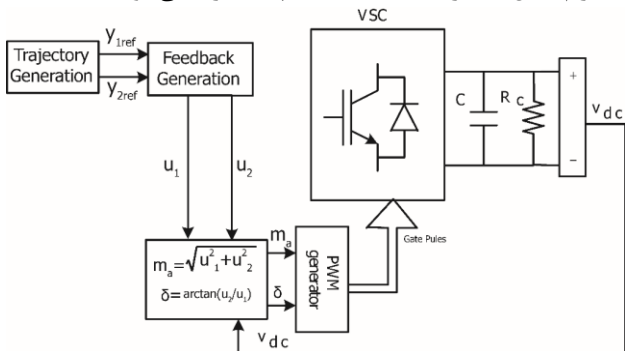 VSC
Trajectory
Generation
y1ref
y2ref
Feedback
Generation
u1
u2
C
R c
+
−
v dc
ma=√u²1+u²2
δ=arctan(u2/u1)
ma
δ
PWM
generator
Gate Pules
v dc